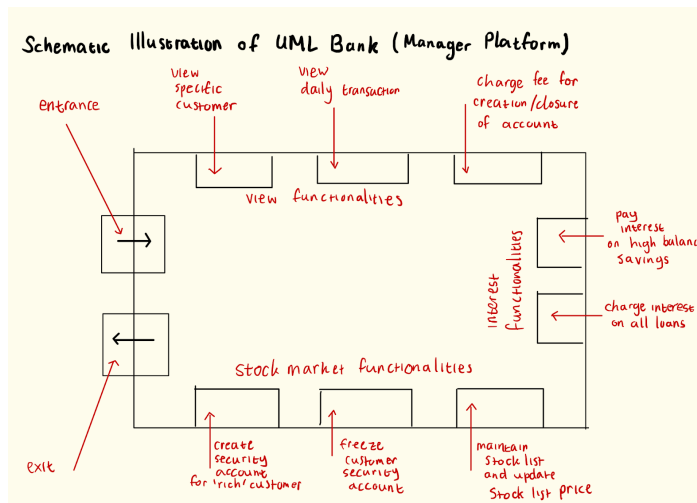 Schematic Illustration of UML Bank (Manager Platform)
entrance
view
specific
customer
view
daily transaction
charge fee for
creation/closure
of account
view functionalities
pay
interest
on high balanc
savings
interest
functionalities
charge interest
on all loans
stock market functionalities
exit
create
security
account
for 'rich' customer
freeze
customer
security
account
maintain
stock list
and update
stock list price